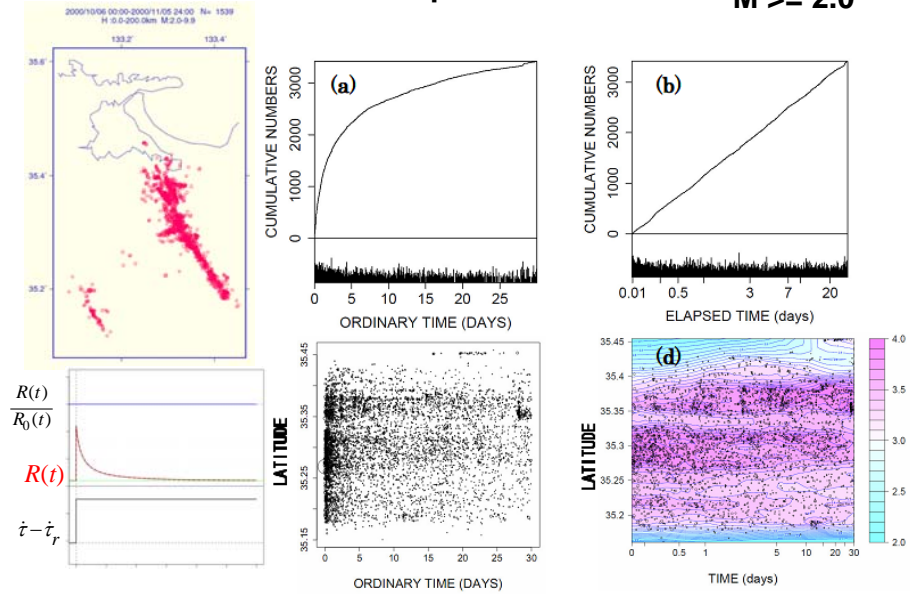 M >= 2.0
2000/10/06 00:00-2000/11/05 24:00 N= 1539
H :0.0-200.0km M:2.0-9.9
133.2° 133.4°
35.6°
35.4°
35.2°
(a)
CUMULATIVE NUMBERS
3000
2000
1000
0
0 5 10 15 20 25
ORDINARY TIME (DAYS)
(b)
CUMULATIVE NUMBERS
3000
2000
1000
0
0.01 0.5 3 7 20
ELAPSED TIME (days)
R(t)
R₀(t)
R(t)
τ̇ – τ̇ᵣ
LATITUDE
35.45
35.35
35.25
35.15
0 5 10 15 20 25 30
ORDINARY TIME (DAYS)
(d)
LATITUDE
35.45
35.4
35.35
35.3
35.25
35.2
0 0.5 1 5 10 20 30
TIME (days)
4.0
3.5
3.0
2.5
2.0